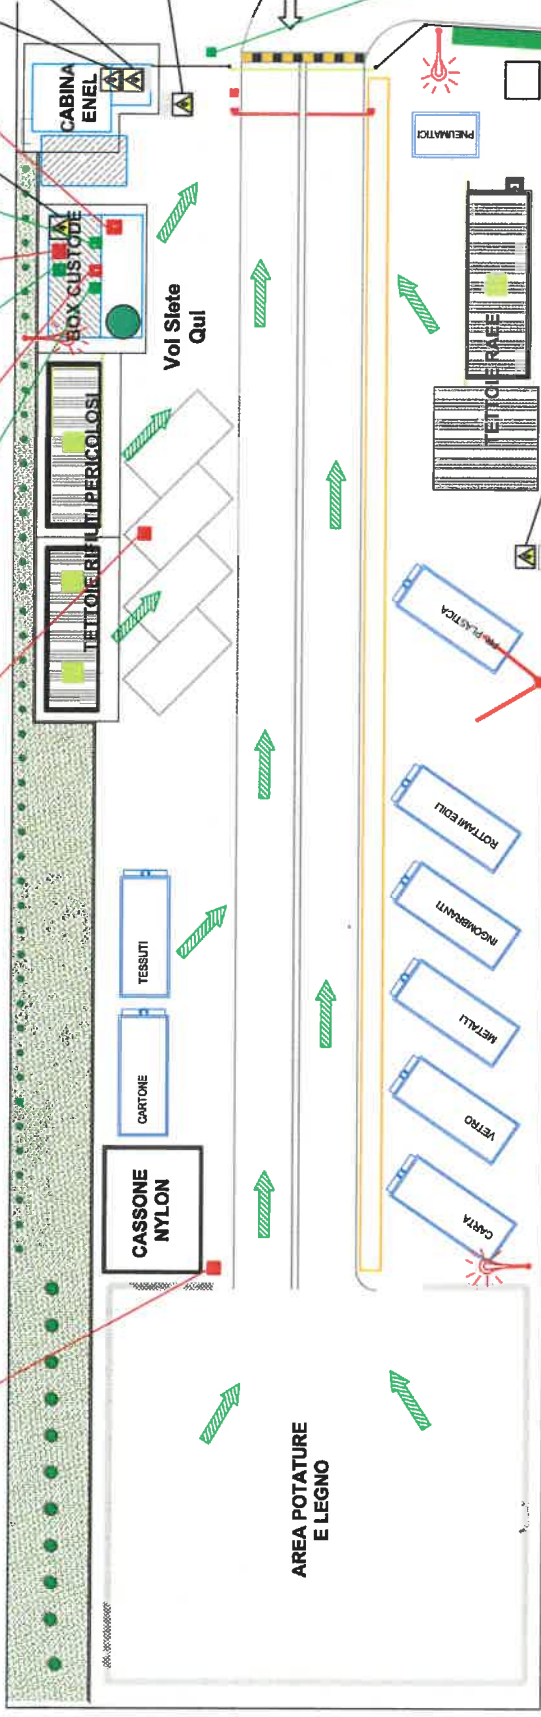 CABINA
ENEL
PNEUMATICI
BOX CUSTODE
Voi Siete
Qui
TETTOIE RAEE
TETTOIE RIFIUTI PERICOLOSI
PR. PLASTICA
ROTTAMI EDILI
INGOMBRANTI
TESSUTI
METALLI
CARTONE
VETRO
CASSONE
NYLON
CARTA
AREA POTATURE
E LEGNO